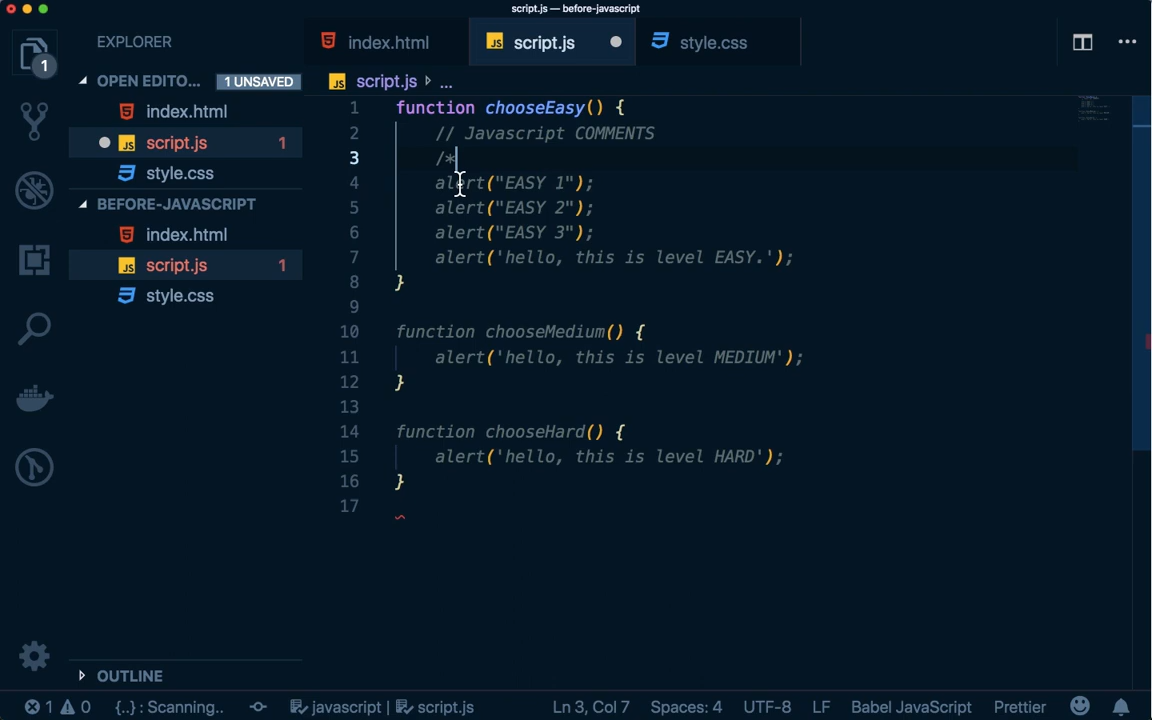 script.js — before-javascript
EXPLORER
1
OPEN EDITO... 1 UNSAVED
index.html
script.js 1
style.css
BEFORE-JAVASCRIPT
index.html
script.js 1
style.css
OUTLINE
index.html
JS script.js
style.css
JS script.js ...
1 function chooseEasy() {
2 // Javascript COMMENTS
3 /*
4 alert("EASY 1");
5 alert("EASY 2");
6 alert("EASY 3");
7 alert('hello, this is level EASY.');
8 }
9
10 function chooseMedium() {
11 alert('hello, this is level MEDIUM');
12 }
13
14 function chooseHard() {
15 alert('hello, this is level HARD');
16 }
17
1 0 {..} : Scanning.. javascript | script.js Ln 3, Col 7 Spaces: 4 UTF-8 LF Babel JavaScript Prettier